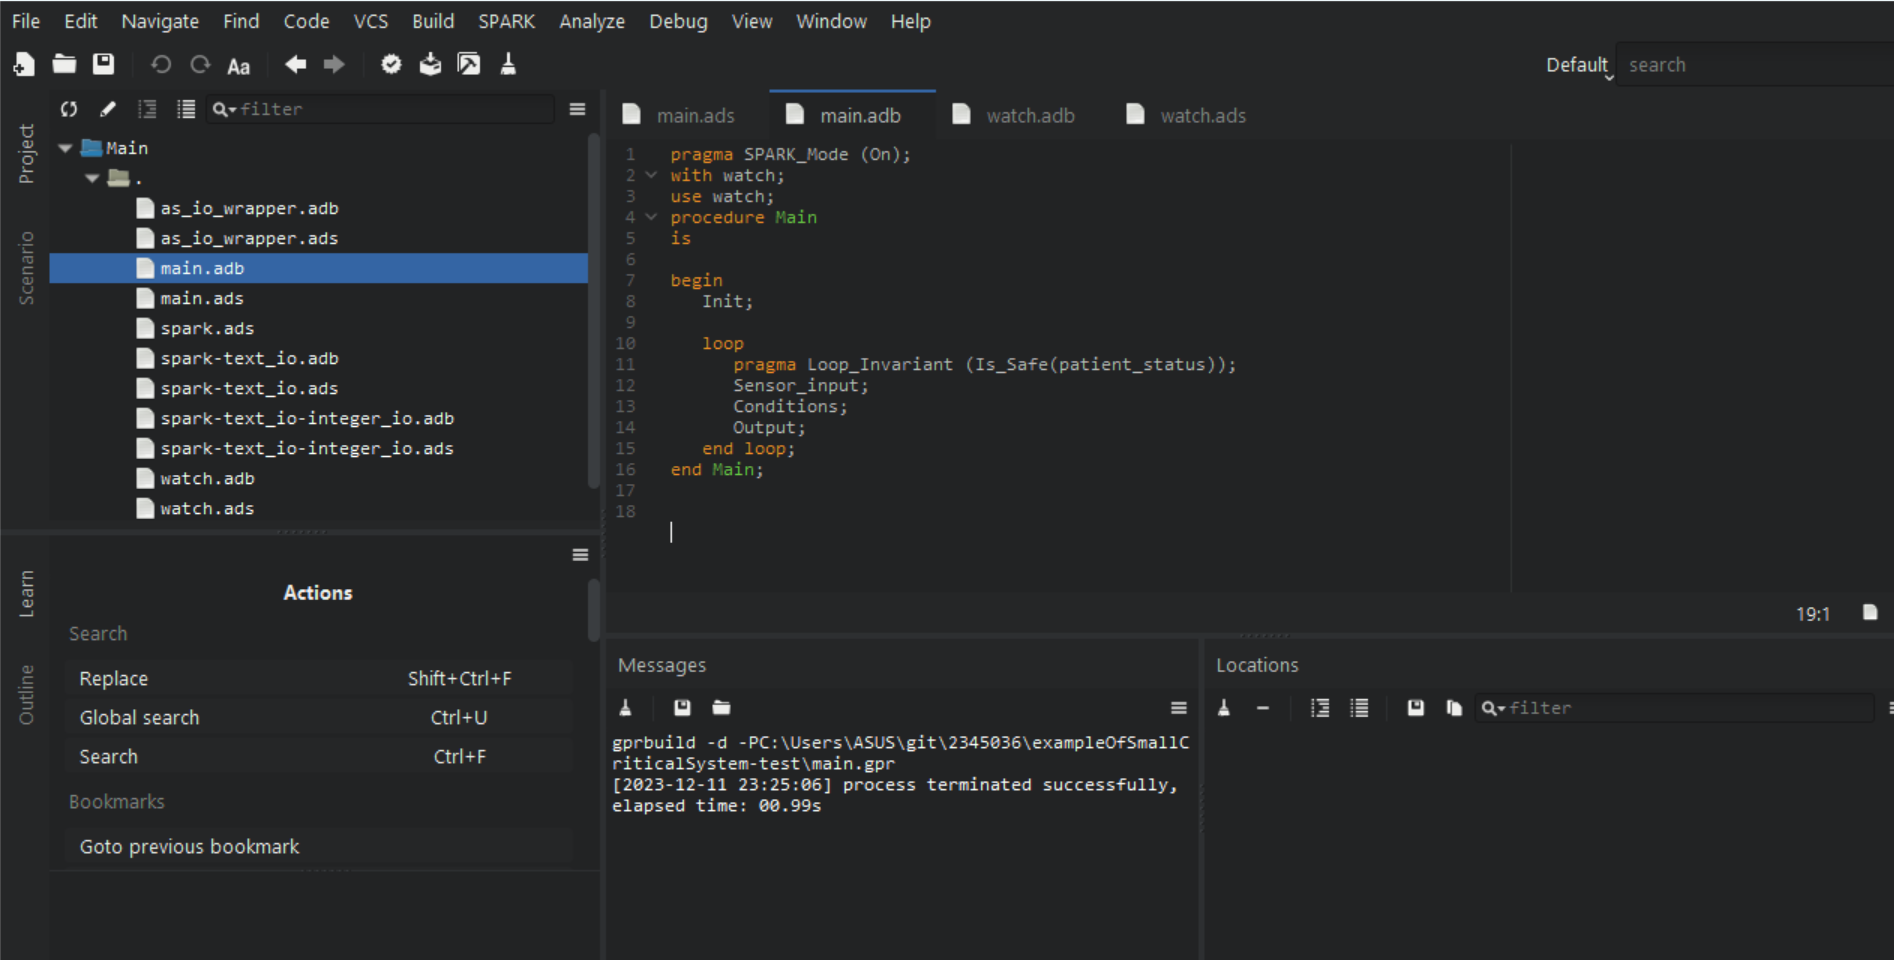 File Edit Navigate Find Code VCS Build SPARK Analyze Debug View Window Help
Aa
Default search
Project
Scenario
filter
Main
.
as_io_wrapper.adb
as_io_wrapper.ads
main.adb
main.ads
spark.ads
spark-text_io.adb
spark-text_io.ads
spark-text_io-integer_io.adb
spark-text_io-integer_io.ads
watch.adb
watch.ads
main.ads main.adb watch.adb watch.ads
1 pragma SPARK_Mode (On);
2 with watch;
3 use watch;
4 procedure Main
5 is
6
7 begin
8 Init;
9
10 loop
11 pragma Loop_Invariant (Is_Safe(patient_status));
12 Sensor_input;
13 Conditions;
14 Output;
15 end loop;
16 end Main;
17
18
19:1
Learn
Outline
Actions
Search
Replace Shift+Ctrl+F
Global search Ctrl+U
Search Ctrl+F
Bookmarks
Goto previous bookmark
Messages
gprbuild -d -PC:\Users\ASUS\git\2345036\exampleOfSmallC
riticalSystem-test\main.gpr
[2023-12-11 23:25:06] process terminated successfully,
elapsed time: 00.99s
Locations
filter